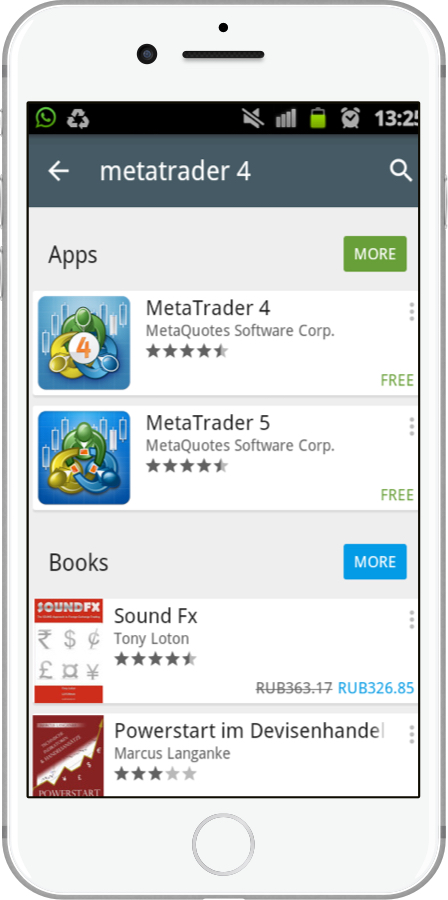 13:25
metatrader 4
Apps
MORE
4
MetaTrader 4
MetaQuotes Software Corp.
FREE
MetaTrader 5
MetaQuotes Software Corp.
FREE
Books
MORE
SOUNDFX
₹ $ ¢
£ ¤ ¥
Sound Fx
Tony Loton
RUB363.17 RUB326.85
Powerstart im Devisenhandel
Marcus Langanke
POWERSTART